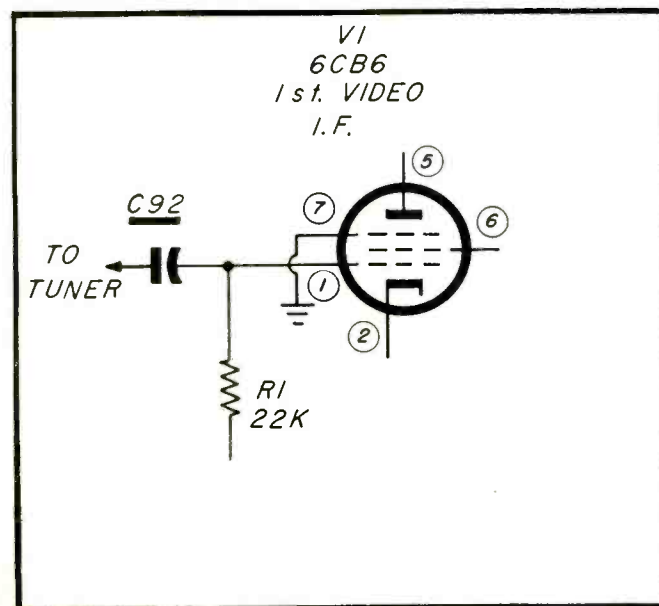 V1
6CB6
1st. VIDEO
I.F.
5
C92
7
6
TO
TUNER
1
2
R1
22K